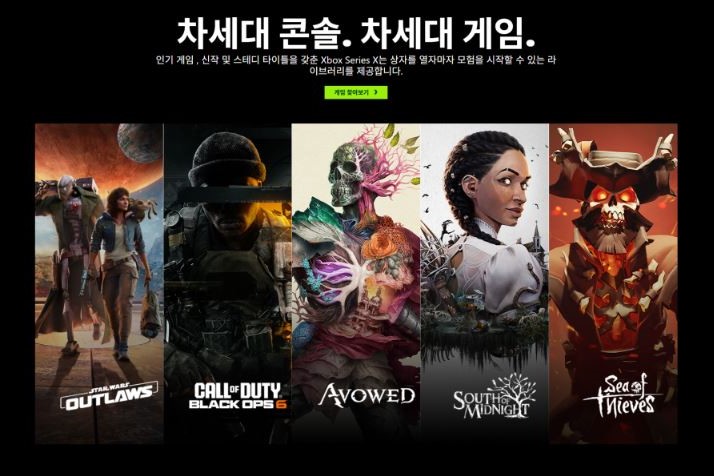 차세대 콘솔. 차세대 게임.
인기 게임 , 신작 및 스테디 타이틀을 갖춘 Xbox Series X는 상자를 열자마자 모험을 시작할 수 있는 라
이브러리를 제공합니다.
게임 찾아보기
STAR WARS
OUTLAWS
CALL OF DUTY
BLACK OPS 6
AVOWED
SOUTH OF
MIDNIGHT
Sea of
Thieves